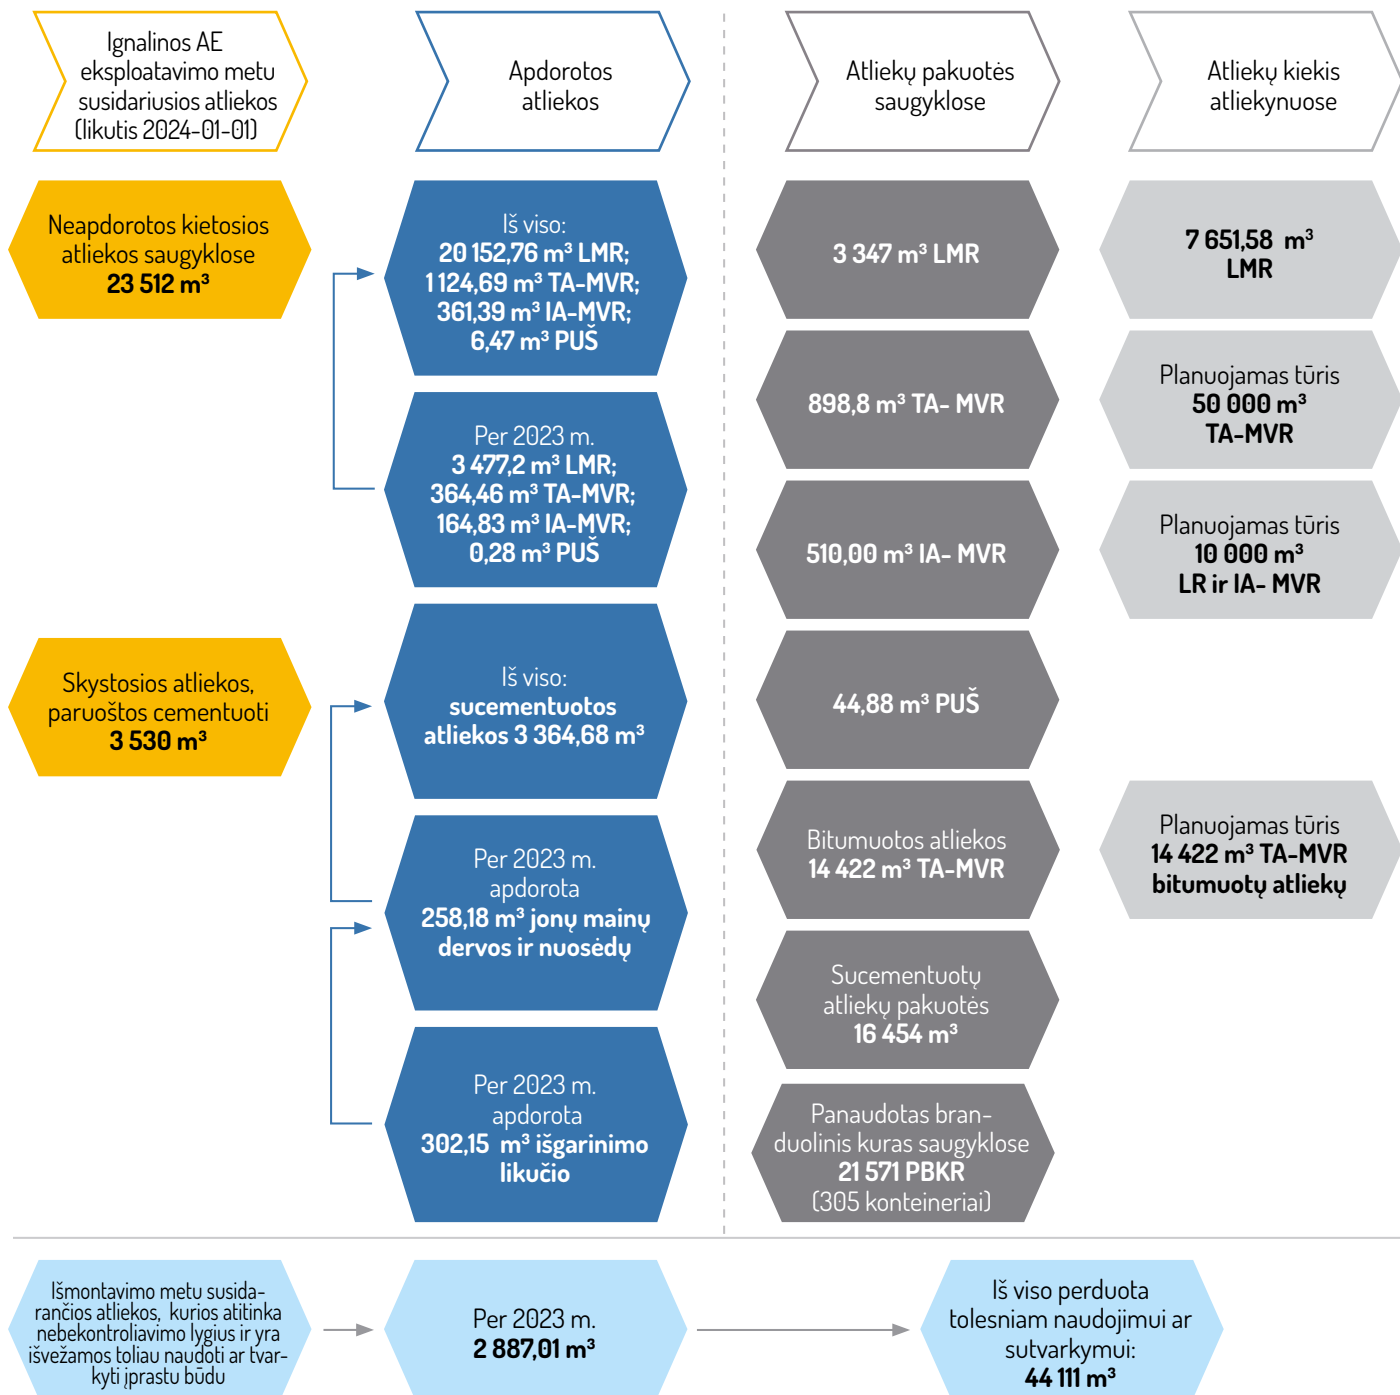 Ignalinos AE
eksploatavimo metu
susidariusios atliekos
(likutis 2024-01-01)
Apdorotos
atliekos
Atliekų pakuotės
saugyklose
Atliekų kiekis
atliekynuose
Neapdorotos kietosios
atliekos saugyklose
23 512 m³
Iš viso:
20 152,76 m³ LMR;
1 124,69 m³ TA-MVR;
361,39 m³ IA-MVR;
6,47 m³ PUŠ
3 347 m³ LMR
7 651,58 m³
LMR
Per 2023 m.
3 477,2 m³ LMR;
364,46 m³ TA-MVR;
164,83 m³ IA-MVR;
0,28 m³ PUŠ
898,8 m³ TA- MVR
Planuojamas tūris
50 000 m³
TA-MVR
510,00 m³ IA- MVR
Planuojamas tūris
10 000 m³
LR ir IA- MVR
Skystosios atliekos,
paruoštos cementuoti
3 530 m³
Iš viso:
sucementuotos
atliekos 3 364,68 m³
44,88 m³ PUŠ
Per 2023 m.
apdorota
258,18 m³ jonų mainų
dervos ir nuosėdų
Bitumuotos atliekos
14 422 m³ TA-MVR
Planuojamas tūris
14 422 m³ TA-MVR
bitumuotų atliekų
Sucementuotų
atliekų pakuotės
16 454 m³
Per 2023 m.
apdorota
302,15 m³ išgarinimo
likučio
Panaudotas bran-
duolinis kuras saugyklose
21 571 PBKR
(305 konteineriai)
Išmontavimo metu susida-
rančios atliekos, kurios atitinka
nebekontroliavimo lygius ir yra
išvežamos toliau naudoti ar tvar-
kyti įprastu būdu
Per 2023 m.
2 887,01 m³
Iš viso perduota
tolesniam naudojimui ar
sutvarkymui:
44 111 m³